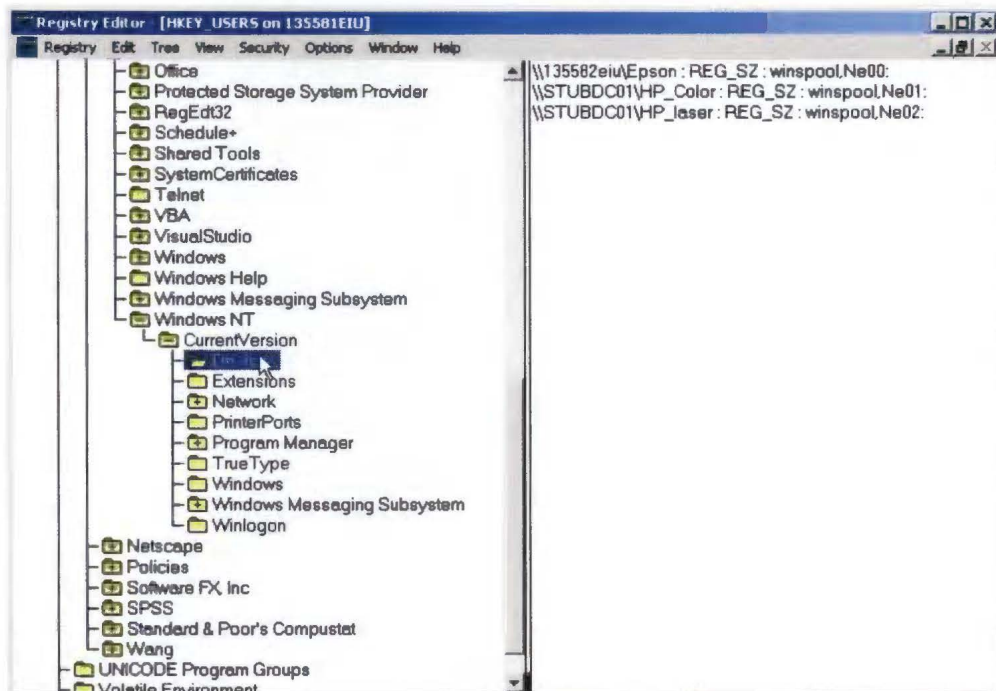 Registry Editor - [HKEY_USERS on 135581EIU]
Registry Edit Tree View Security Options Window Help
Office
Protected Storage System Provider
RegEdt32
Schedule+
Shared Tools
SystemCertificates
Telnet
VBA
VisualStudio
Windows
Windows Help
Windows Messaging Subsystem
Windows NT
CurrentVersion
Extensions
Network
PrinterPorts
Program Manager
TrueType
Windows
Windows Messaging Subsystem
Winlogon
Netscape
Policies
Software FX, Inc
SPSS
Standard & Poor's Compustat
Wang
UNICODE Program Groups
Volatile Environment
\\135582eiu\Epson : REG_SZ : winspool,Ne00:
\\STUBDC01\HP_Color : REG_SZ : winspool,Ne01:
\\STUBDC01\HP_laser : REG_SZ : winspool,Ne02: